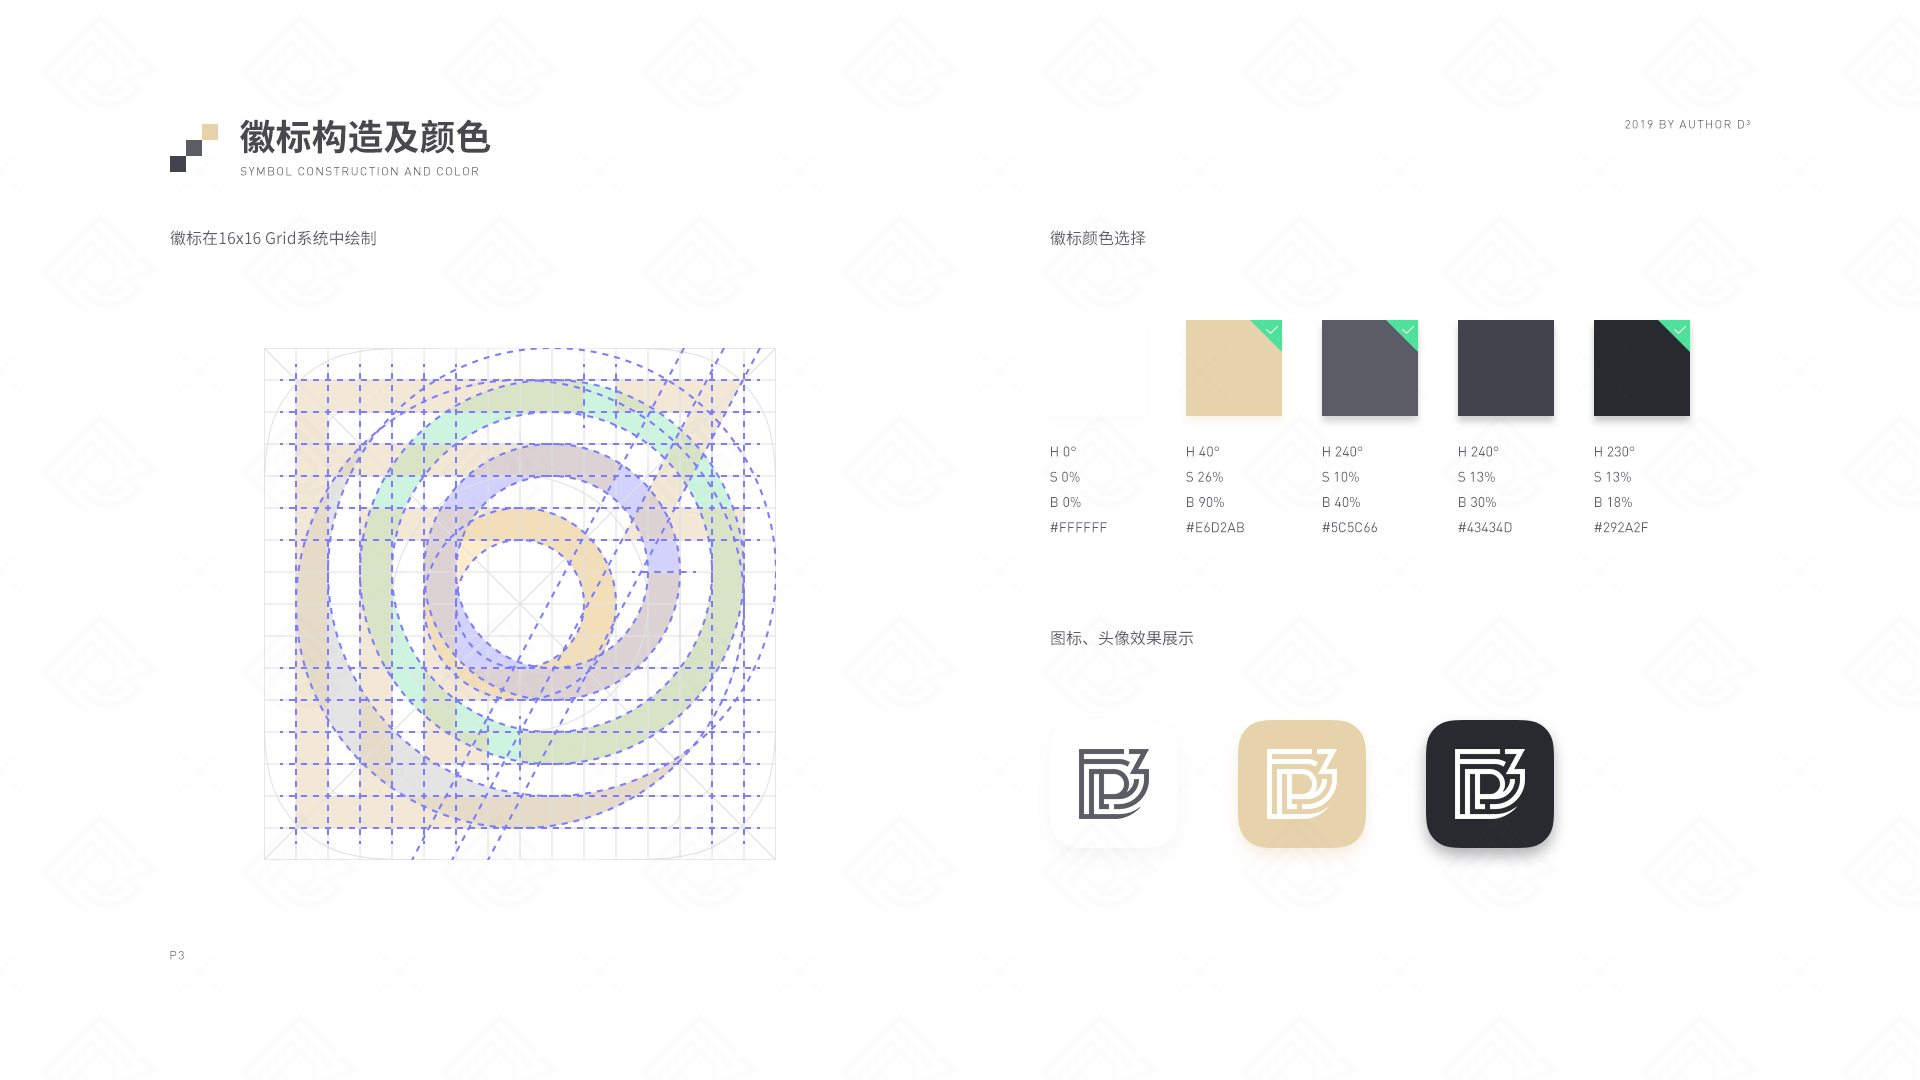 徽标构造及颜色
SYMBOL CONSTRUCTION AND COLOR
2019 BY AUTHOR D³
徽标在16x16 Grid系统中绘制
徽标颜色选择
H 0°
S 0%
B 0%
#FFFFFF
H 40°
S 26%
B 90%
#E6D2AB
H 240°
S 10%
B 40%
#5C5C66
H 240°
S 13%
B 30%
#43434D
H 230°
S 13%
B 18%
#292A2F
图标、头像效果展示
P3